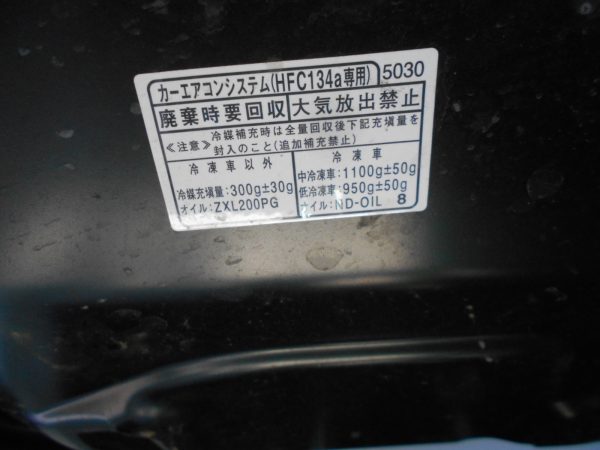 カーエアコンシステム(HFC134a専用) 5030
廃棄時要回収 大気放出禁止
≪注意≫ 冷媒補充時は全量回収後下記充塡量を
封入のこと(追加補充禁止)
冷凍車以外
冷媒充塡量:300g±30g
オイル:ZXL200PG
冷凍車
中冷凍車:1100g±50g
低冷凍車:950g±50g
オイル:ND-OIL 8